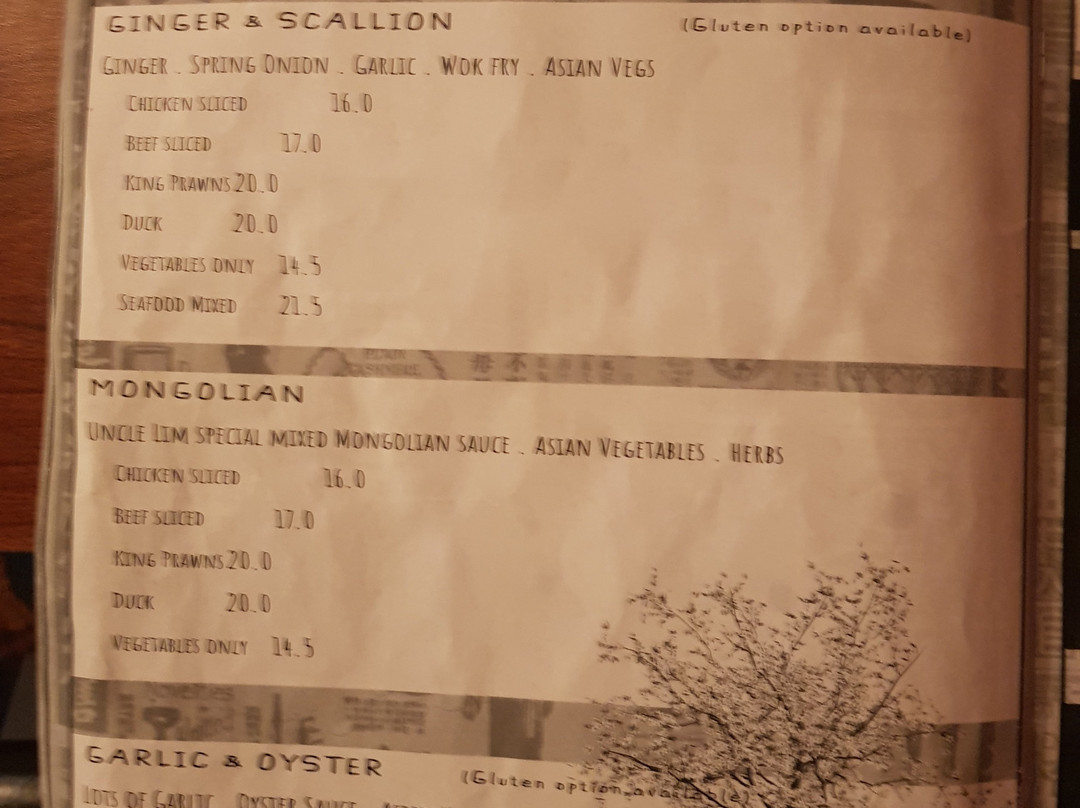 GINGER & SCALLION (Gluten option available)
GINGER . SPRING ONION . GARLIC . WOK FRY . ASIAN VEGS
CHICKEN SLICED 16.0
BEEF SLICED 17.0
KING PRAWNS 20.0
DUCK 20.0
VEGETABLES ONLY 14.5
SEAFOOD MIXED 21.5
MONGOLIAN
UNCLE LIM SPECIAL MIXED MONGOLIAN SAUCE . ASIAN VEGETABLES . HERBS
CHICKEN SLICED 16.0
BEEF SLICED 17.0
KING PRAWNS 20.0
DUCK 20.0
VEGETABLES ONLY 14.5
GARLIC & OYSTER (Gluten option available)
LOTS OF GARLIC . OYSTER SAUCE .